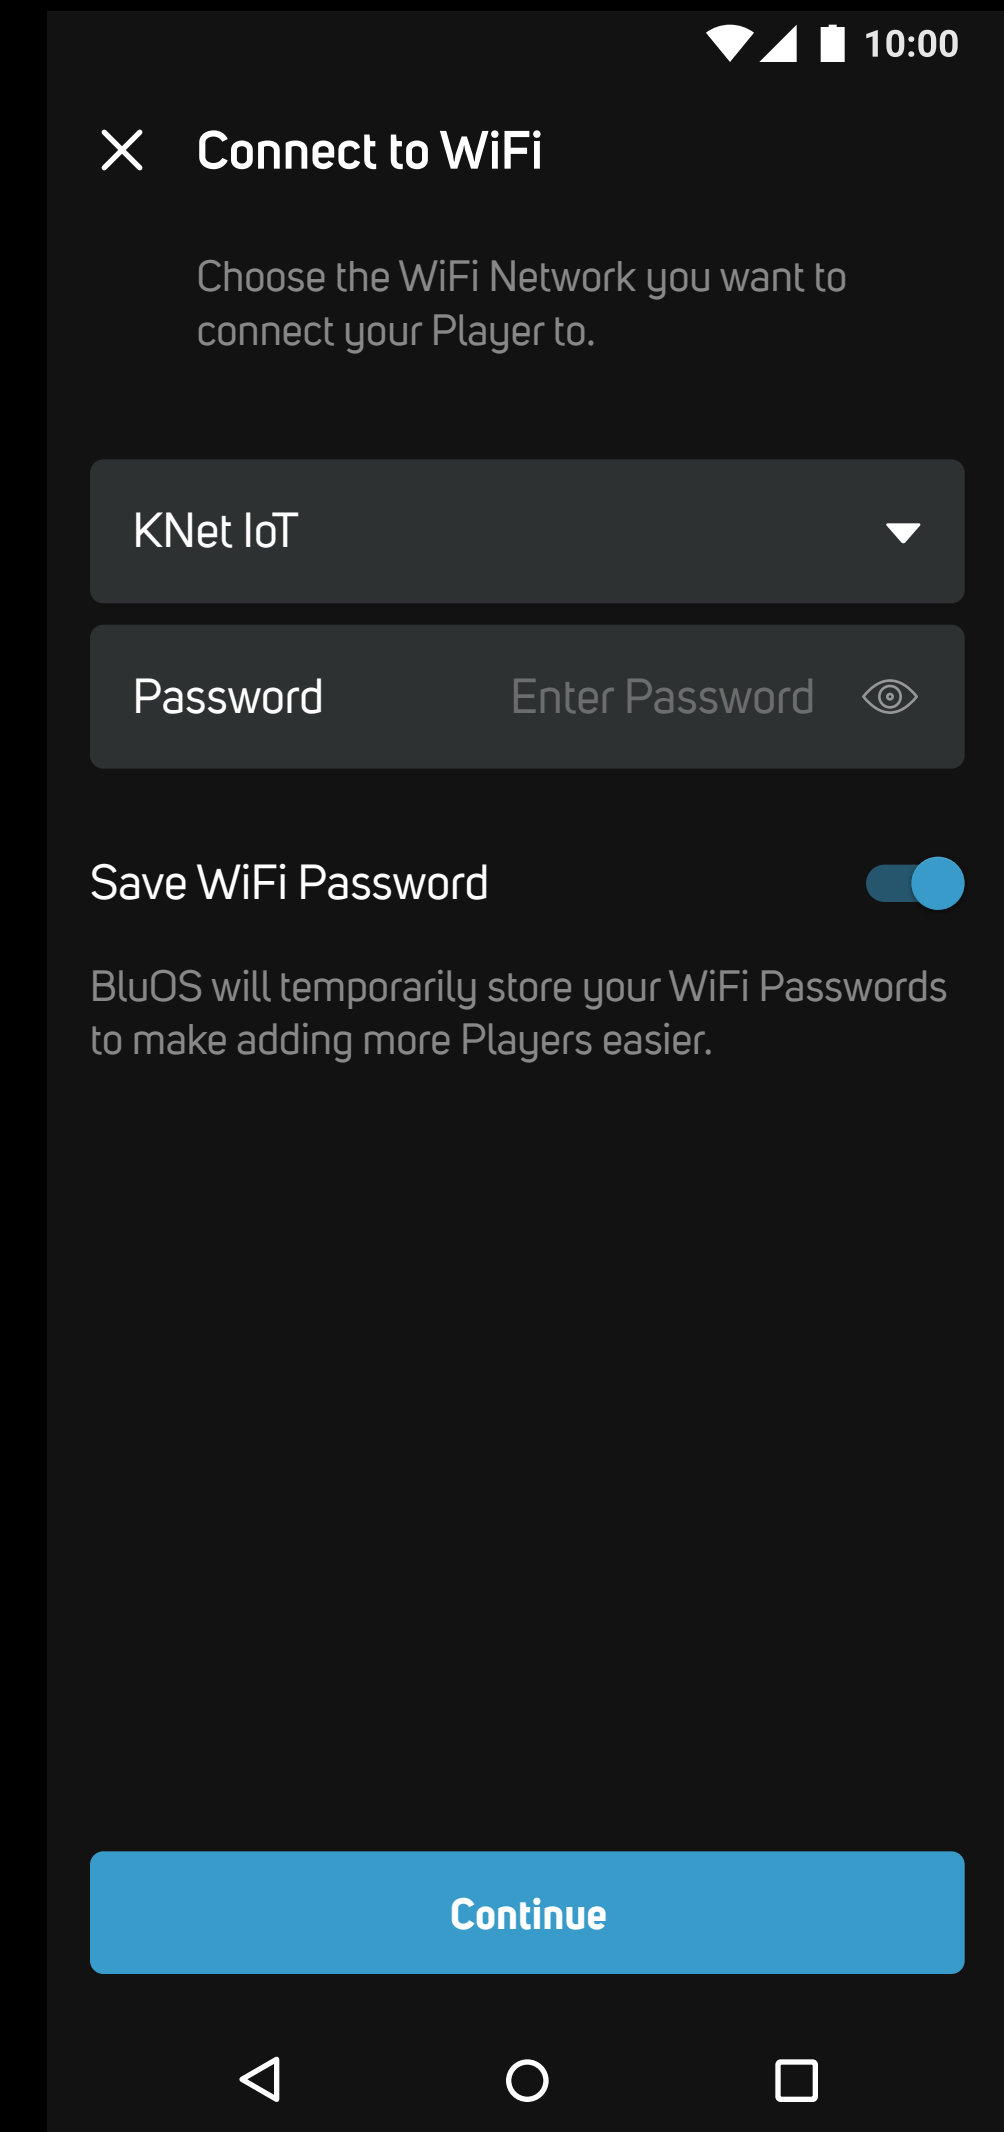 10:00
Connect to WiFi
Choose the WiFi Network you want to
connect your Player to.
KNet IoT
Password Enter Password
Save WiFi Password
BluOS will temporarily store your WiFi Passwords
to make adding more Players easier.
Continue